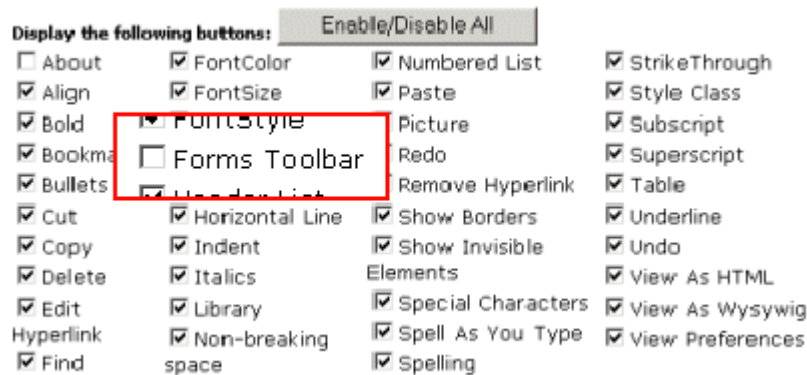 Display the following buttons: Enable/Disable All
About FontColor Numbered List StrikeThrough
Align FontSize Paste Style Class
Bold FontStyle Picture Subscript
Forms Toolbar Redo Superscript
Bullets Header List Remove Hyperlink Table
Cut Horizontal Line Show Borders Underline
Copy Indent Show Invisible Undo
Delete Italics Elements View As HTML
Edit Library Special Characters View As Wysywig
Hyperlink Non-breaking Spell As You Type View Preferences
Find space Spelling